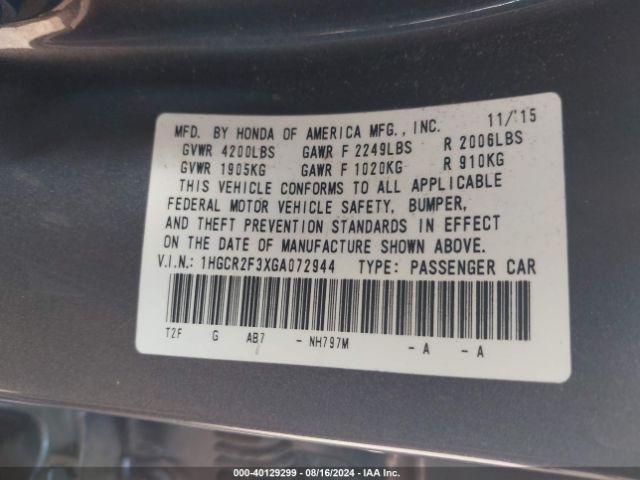 MFD. BY HONDA OF AMERICA MFG., INC. 11/'15
GVWR 4200LBS GAWR F 2249LBS R 2006LBS
GVWR 1905KG GAWR F 1020KG R 910KG
THIS VEHICLE CONFORMS TO ALL APPLICABLE
FEDERAL MOTOR VEHICLE SAFETY, BUMPER,
AND THEFT PREVENTION STANDARDS IN EFFECT
ON THE DATE OF MANUFACTURE SHOWN ABOVE.
V.I.N.: 1HGCR2F3XGA072944 TYPE: PASSENGER CAR
T2F G AB7 - NH797M - A - A
000-40129299 - 08/16/2024 - IAA Inc.